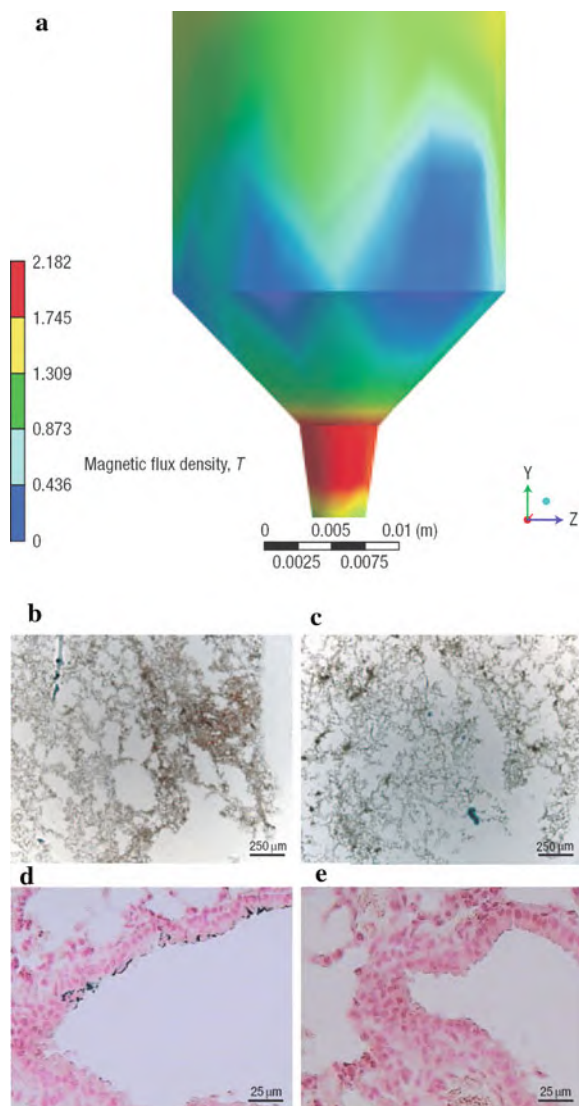 a
2.182
1.745
1.309
0.873
0.436
0
Magnetic flux density, T
Y
Z
0 0.005 0.01 (m)
0.0025 0.0075
b
c
250 µm
250 µm
d
e
25 µm
25 µm